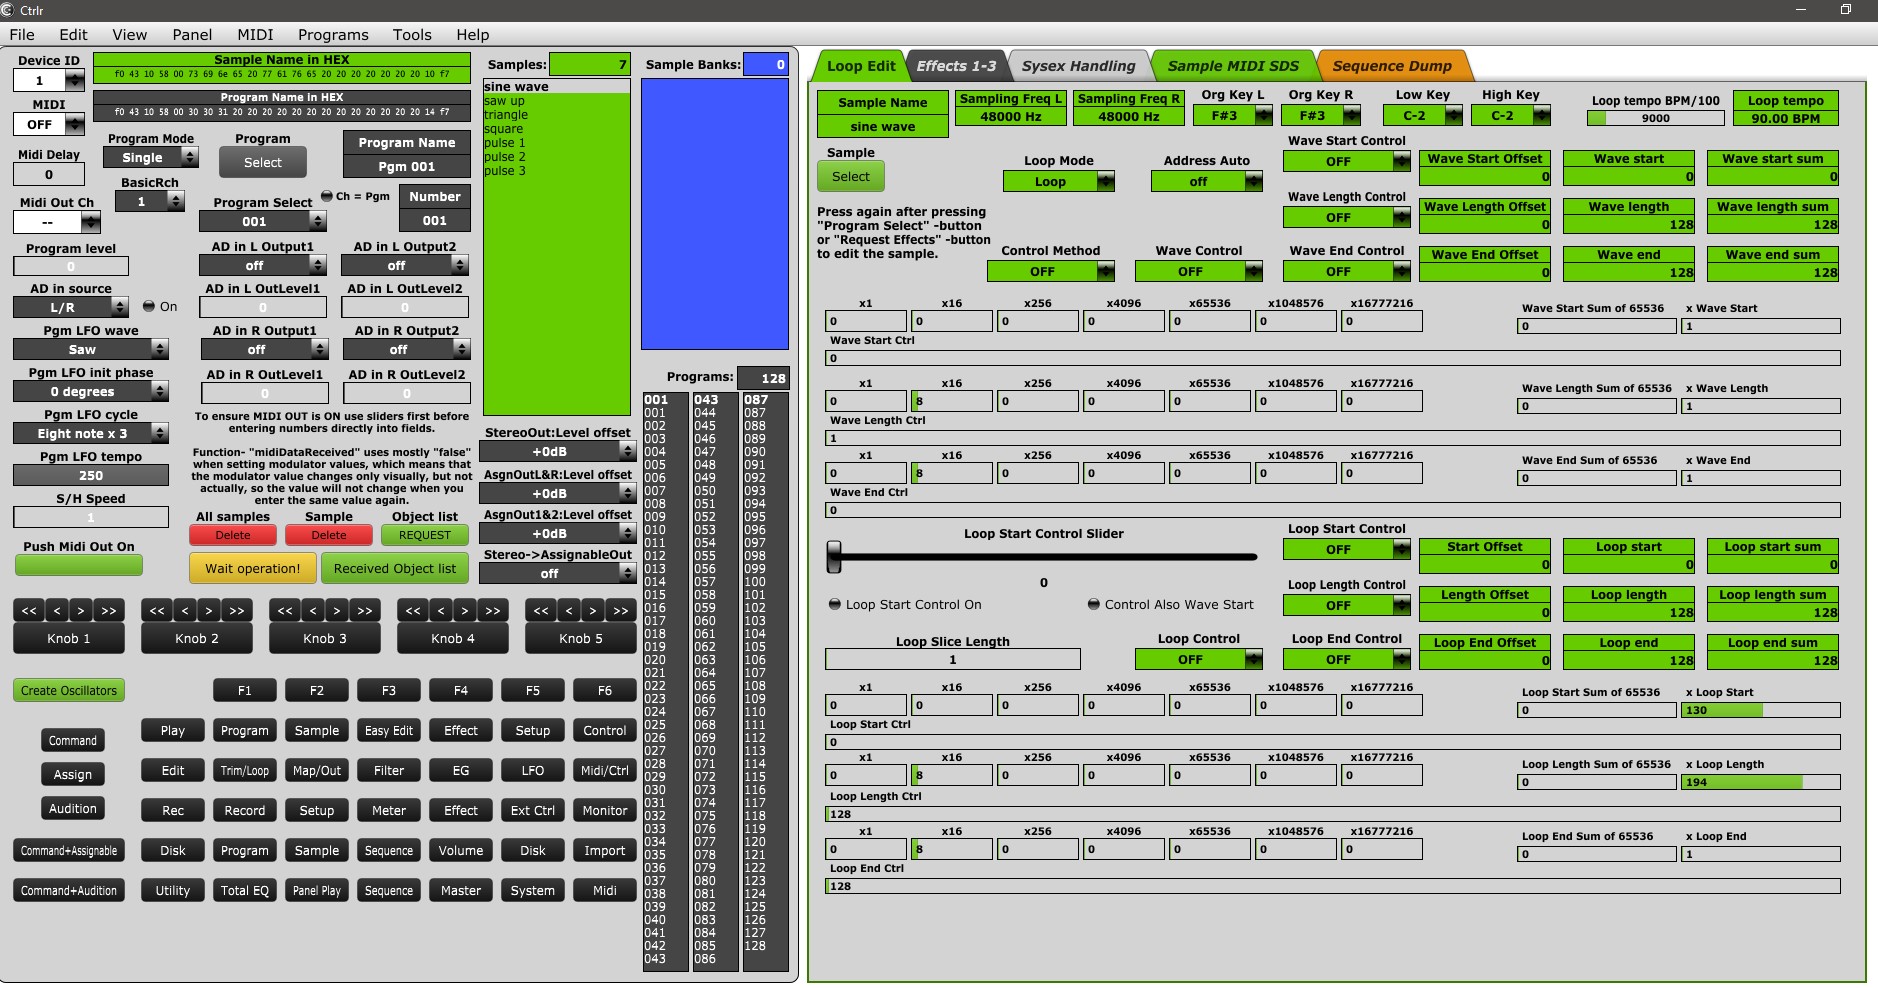 Ctrlr
File Edit View Panel MIDI Programs Tools Help
Device ID
1
MIDI
OFF
Midi Delay
0
Midi Out Ch
--
Program level
0
AD in source
L/R
On
Pgm LFO wave
Saw
Pgm LFO init phase
0 degrees
Pgm LFO cycle
Eight note x 3
Pgm LFO tempo
250
S/H Speed
1
Push Midi Out On
Sample Name in HEX
f0 43 10 58 00 73 69 6e 65 20 77 61 76 65 20 20 20 20 20 20 20 10 f7
Program Name in HEX
f0 43 10 58 00 30 30 31 20 20 20 20 20 20 20 20 20 20 20 20 20 14 f7
Program Mode
Single
BasicRch
1
Program
Select
Program Name
Pgm 001
Ch = Pgm
Number
001
Program Select
001
AD in L Output1
off
AD in L Output2
off
AD in L OutLevel1
0
AD in L OutLevel2
0
AD in R Output1
off
AD in R Output2
off
AD in R OutLevel1
0
AD in R OutLevel2
0
To ensure MIDI OUT is ON use sliders first before
entering numbers directly into fields.
Function- "midiDataReceived" uses mostly "false"
when setting modulator values, which means that
the modulator value changes only visually, but not
actually, so the value will not change when you
enter the same value again.
All samples
Delete
Sample
Delete
Object list
REQUEST
Wait operation!
Received Object list
Samples: 7
sine wave
saw up
triangle
square
pulse 1
pulse 2
pulse 3
StereoOut:Level offset
+0dB
AsgnOutL&R:Level offset
+0dB
AsgnOut1&2:Level offset
+0dB
Stereo->AssignableOut
off
Sample Banks: 0
Programs: 128
001 043 087
001 044 087
002 045 088
003 046 089
004 047 090
005 048 091
006 049 092
007 050 093
008 051 094
009 052 095
010 053 096
011 054 097
012 055 098
013 056 099
014 057 100
015 058 101
016 059 102
017 060 103
018 061 104
019 062 105
020 063 106
021 064 107
022 065 108
023 066 109
024 067 110
025 068 111
026 069 112
027 070 113
028 071 114
029 072 115
030 073 116
031 074 117
032 075 118
033 076 119
034 077 120
035 078 121
036 079 122
037 080 123
038 081 124
039 082 125
040 083 126
041 084 127
042 085 128
043 086
<< < > >> << < > >> << < > >> << < > >> << < > >>
Knob 1 Knob 2 Knob 3 Knob 4 Knob 5
Create Oscillators F1 F2 F3 F4 F5 F6
Play Program Sample Easy Edit Effect Setup Control
Command
Edit Trim/Loop Map/Out Filter EG LFO Midi/Ctrl
Assign
Rec Record Setup Meter Effect Ext Ctrl Monitor
Audition
Command+Assignable Disk Program Sample Sequence Volume Disk Import
Command+Audition Utility Total EQ Panel Play Sequence Master System Midi
Loop Edit Effects 1-3 Sysex Handling Sample MIDI SDS Sequence Dump
Sample Name
sine wave
Sampling Freq L
48000 Hz
Sampling Freq R
48000 Hz
Org Key L
F#3
Org Key R
F#3
Low Key
C-2
High Key
C-2
Loop tempo BPM/100
9000
Loop tempo
90.00 BPM
Sample
Select
Press again after pressing
"Program Select" -button
or "Request Effects" -button
to edit the sample.
Loop Mode
Loop
Address Auto
off
Wave Start Control
OFF
Wave Start Offset
0
Wave start
0
Wave start sum
0
Wave Length Control
OFF
Wave Length Offset
0
Wave length
128
Wave length sum
128
Control Method
OFF
Wave Control
OFF
Wave End Control
OFF
Wave End Offset
0
Wave end
128
Wave end sum
128
x1 x16 x256 x4096 x65536 x1048576 x16777216 Wave Start Sum of 65536 x Wave Start
0 0 0 0 0 0 0 0 1
Wave Start Ctrl
0
x1 x16 x256 x4096 x65536 x1048576 x16777216 Wave Length Sum of 65536 x Wave Length
0 8 0 0 0 0 0 0 1
Wave Length Ctrl
1
x1 x16 x256 x4096 x65536 x1048576 x16777216 Wave End Sum of 65536 x Wave End
0 8 0 0 0 0 0 0 1
Wave End Ctrl
0
Loop Start Control Slider
0
Loop Start Control On
Control Also Wave Start
Loop Start Control
OFF
Start Offset
0
Loop start
0
Loop start sum
0
Loop Length Control
OFF
Length Offset
0
Loop length
128
Loop length sum
128
Loop Slice Length
1
Loop Control
OFF
Loop End Control
OFF
Loop End Offset
0
Loop end
128
Loop end sum
128
x1 x16 x256 x4096 x65536 x1048576 x16777216 Loop Start Sum of 65536 x Loop Start
0 0 0 0 0 0 0 0 130
Loop Start Ctrl
0
x1 x16 x256 x4096 x65536 x1048576 x16777216 Loop Length Sum of 65536 x Loop Length
0 8 0 0 0 0 0 0 194
Loop Length Ctrl
128
x1 x16 x256 x4096 x65536 x1048576 x16777216 Loop End Sum of 65536 x Loop End
0 8 0 0 0 0 0 0 1
Loop End Ctrl
128